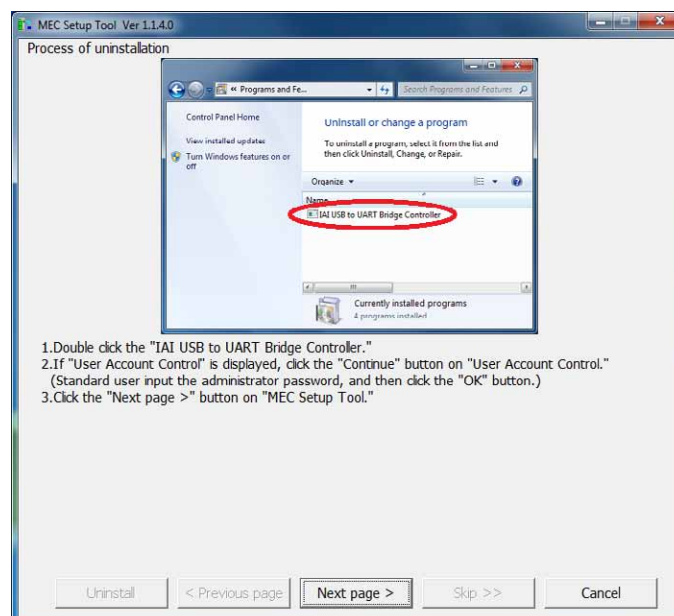 MEC Setup Tool Ver 1.1.4.0
Process of uninstallation
« Programs and Fe...
Search Programs and Features
Control Panel Home
View installed updates
Turn Windows features on or
off
Uninstall or change a program
To uninstall a program, select it from the list and
then click Uninstall, Change, or Repair.
Organize
Name
IAI USB to UART Bridge Controller
Currently installed programs
4 programs installed
1.Double click the "IAI USB to UART Bridge Controller."
2.If "User Account Control" is displayed, click the "Continue" button on "User Account Control."
(Standard user input the administrator password, and then click the "OK" button.)
3.Click the "Next page >" button on "MEC Setup Tool."
Uninstall
< Previous page
Next page >
Skip >>
Cancel